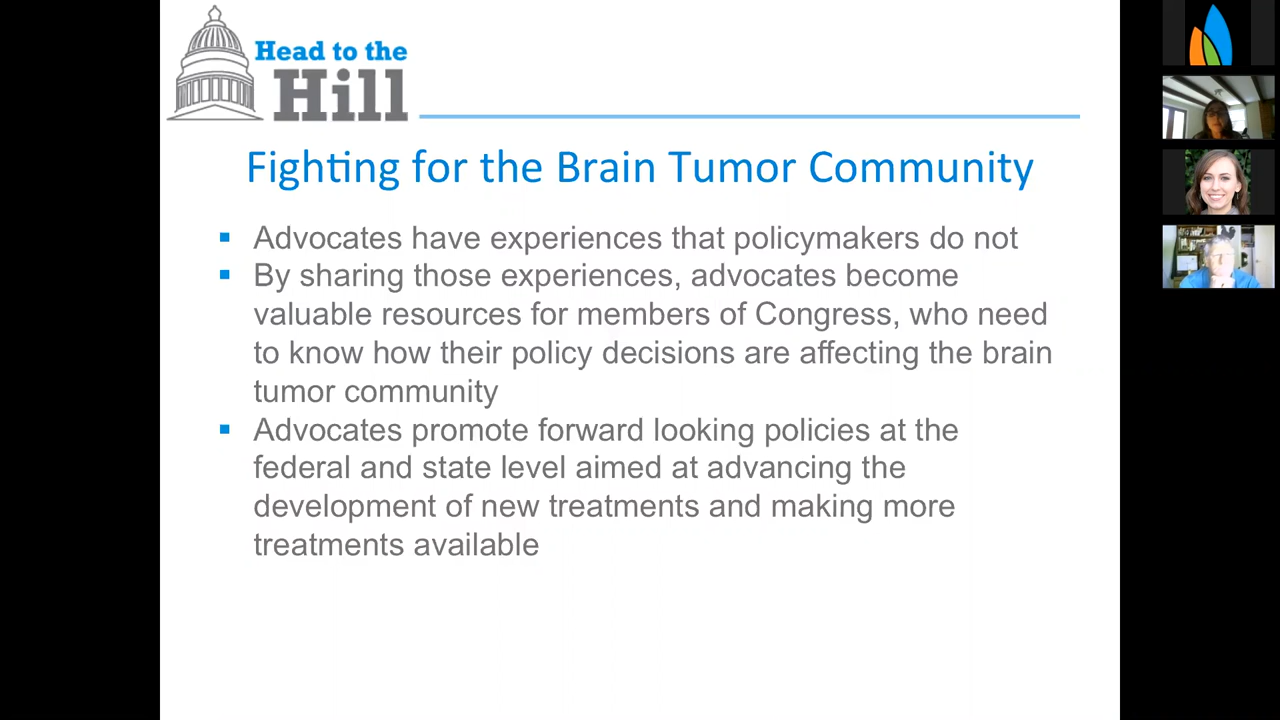 Head to the
Hill
Fighting for the Brain Tumor Community
Advocates have experiences that policymakers do not
By sharing those experiences, advocates become
valuable resources for members of Congress, who need
to know how their policy decisions are affecting the brain
tumor community
Advocates promote forward looking policies at the
federal and state level aimed at advancing the
development of new treatments and making more
treatments available